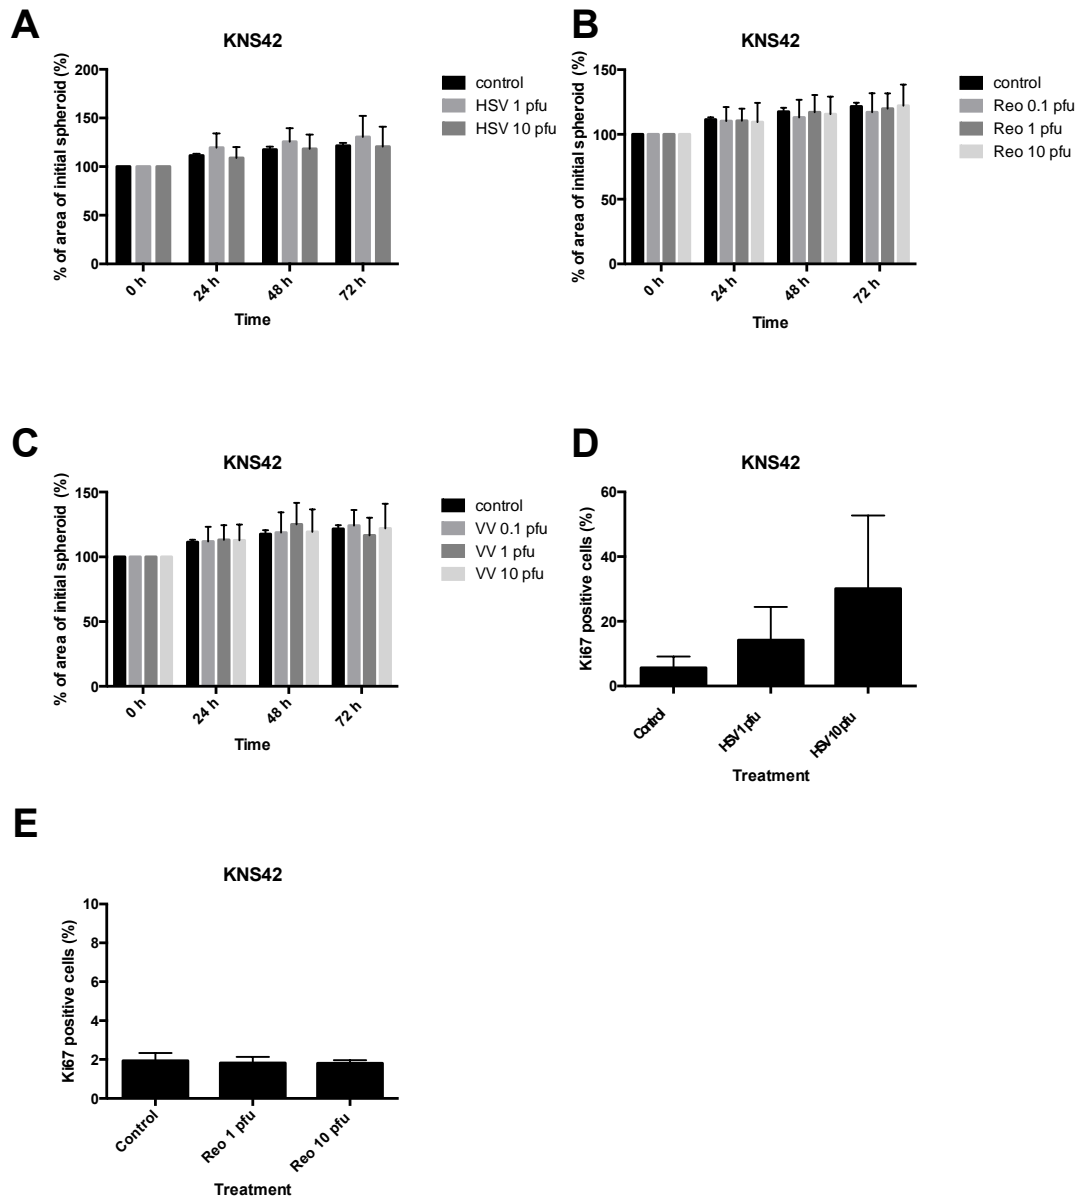 A
KNS42
% of area of initial spheroid (%)
200
150
100
50
0
0 h
24 h
48 h
72 h
Time
control
HSV 1 pfu
HSV 10 pfu
B
KNS42
% of area of initial spheroid (%)
150
100
50
0
0 h
24 h
48 h
72 h
Time
control
Reo 0.1 pfu
Reo 1 pfu
Reo 10 pfu
C
KNS42
% of area of initial spheroid (%)
150
100
50
0
0 h
24 h
48 h
72 h
Time
control
VV 0.1 pfu
VV 1 pfu
VV 10 pfu
D
KNS42
Ki67 positive cells (%)
60
40
20
0
Control
HSV 1 pfu
HSV 10 pfu
Treatment
E
KNS42
Ki67 positive cells (%)
10
8
6
4
2
0
Control
Reo 1 pfu
Reo 10 pfu
Treatment